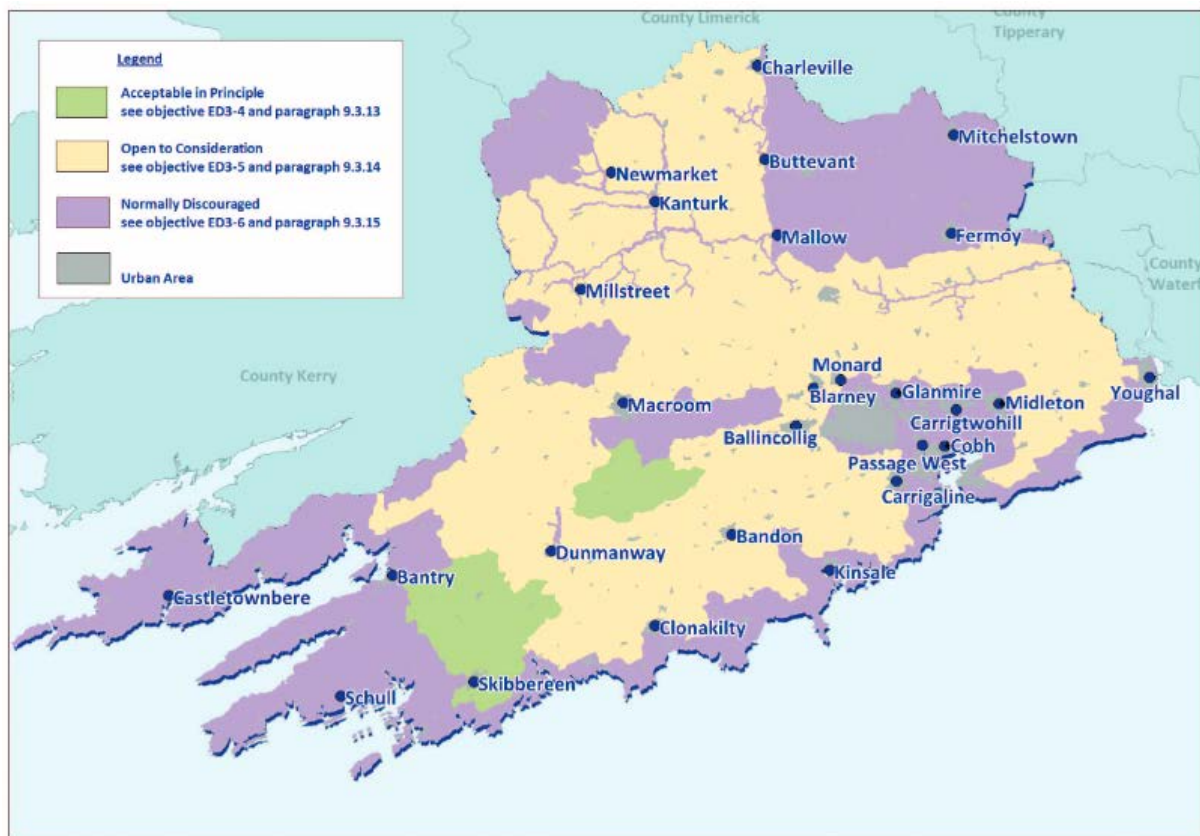 County Limerick
County
Tipperary
Legend
Acceptable in Principle
see objective ED3-4 and paragraph 9.3.13
Open to Consideration
see objective ED3-5 and paragraph 9.3.14
Normally Discouraged
see objective ED3-6 and paragraph 9.3.15
Urban Area
Charleville
Mitchelstown
Buttevant
Newmarket
Kanturk
Mallow
Fermoy
County
Waterf
Millstreet
County Kerry
Monard
Blarney
Glanmire
Youghal
Macroom
Midleton
Carrigtwohill
Ballincollig
Cobh
Passage West
Carrigaline
Bandon
Dunmanway
Kinsale
Bantry
Castletownbere
Clonakilty
Skibbereen
Schull